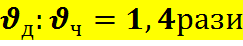 𝝑д: 𝝑ч = 1,4рази